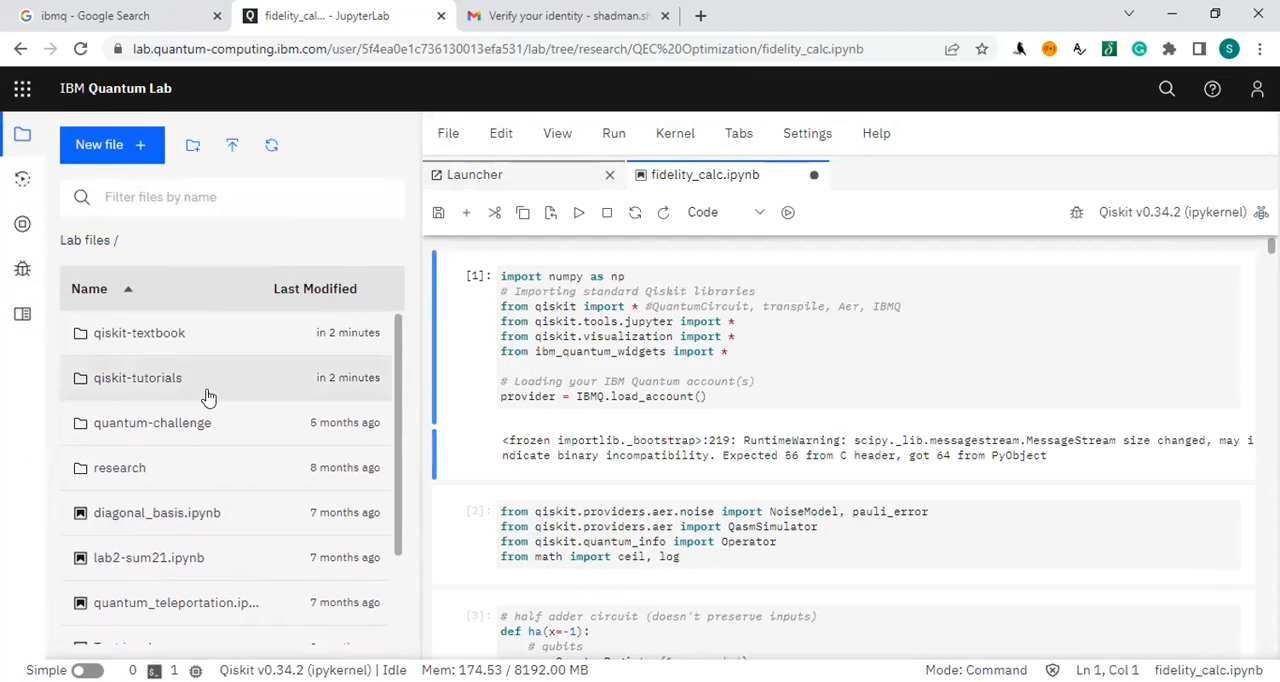 ibmq - Google Search
fidelity_cal... - JupyterLab
Verify your identity - shadman.sh
lab.quantum-computing.ibm.com/user/5f4ea0e1c736130013efa531/lab/tree/research/QEC%20Optimization/fidelity_calc.ipynb
S
IBM Quantum Lab
New file +
File Edit View Run Kernel Tabs Settings Help
Launcher
fidelity_calc.ipynb
Filter files by name
Code
Qiskit v0.34.2 (ipykernel)
Lab files /
Name Last Modified
qiskit-textbook in 2 minutes
qiskit-tutorials in 2 minutes
quantum-challenge 5 months ago
research 8 months ago
diagonal_basis.ipynb 7 months ago
lab2-sum21.ipynb 7 months ago
quantum_teleportation.ip... 7 months ago
[1]: import numpy as np
# Importing standard Qiskit libraries
from qiskit import * #QuantumCircuit, transpile, Aer, IBMQ
from qiskit.tools.jupyter import *
from qiskit.visualization import *
from ibm_quantum_widgets import *
# Loading your IBM Quantum account(s)
provider = IBMQ.load_account()
<frozen importlib._bootstrap>:219: RuntimeWarning: scipy._lib.messagestream.MessageStream size changed, may i
ndicate binary incompatibility. Expected 56 from C header, got 64 from PyObject
[2]: from qiskit.providers.aer.noise import NoiseModel, pauli_error
from qiskit.providers.aer import QasmSimulator
from qiskit.quantum_info import Operator
from math import ceil, log
[3]: # half adder circuit (doesn't preserve inputs)
def ha(x=-1):
# qubits
Simple 0 1 Qiskit v0.34.2 (ipykernel) | Idle Mem: 174.53 / 8192.00 MB Mode: Command Ln 1, Col 1 fidelity_calc.ipynb